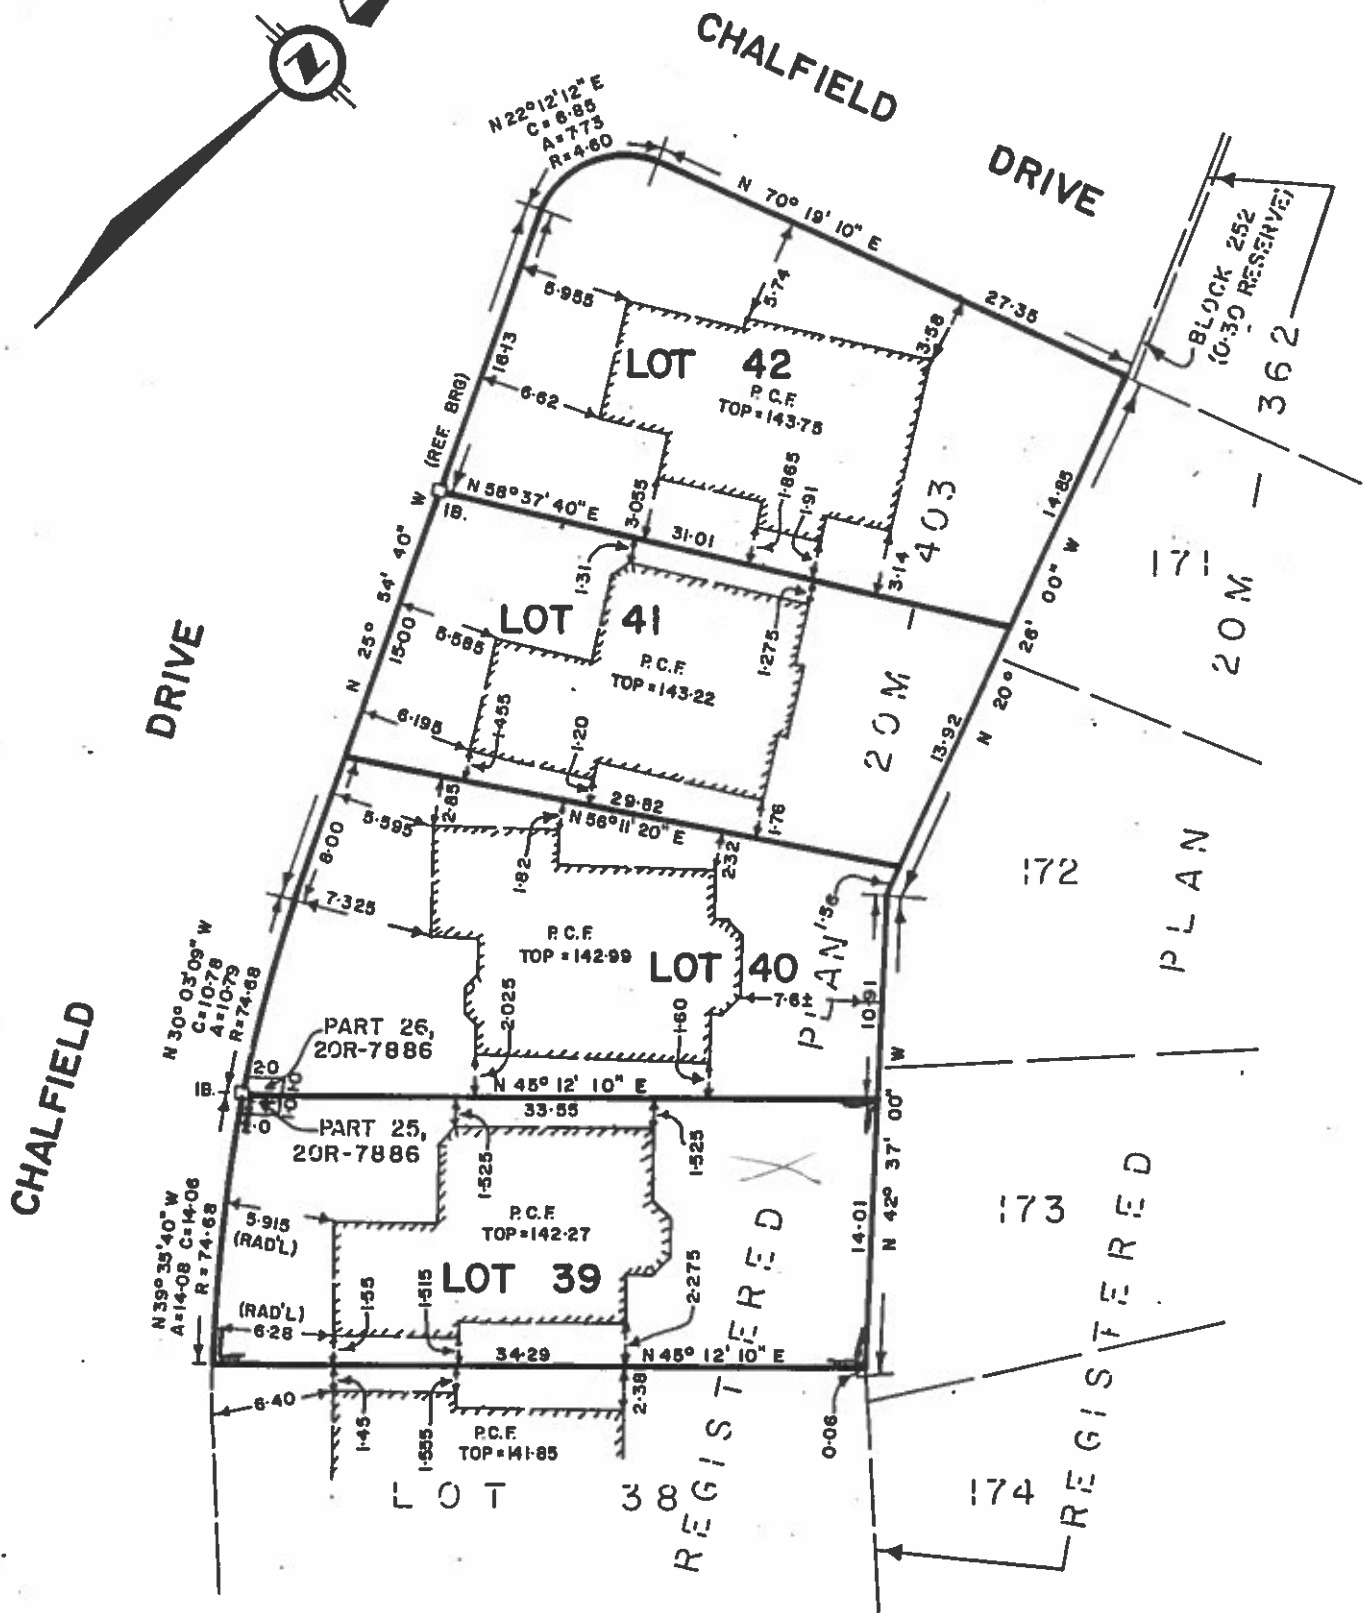 CHALFIELD
DRIVE
N 22° 12' 12" E
C = 6·85
A = 7·73
R = 4·60
N 70° 19' 10" E
27·35
BLOCK 252
(0·30 RESERVE)
362
5·955
5·74
3·58
16·13
LOT 42
P.C.F.
TOP = 143·75
6·62
(REF. BRG)
14·85
N 58° 37' 40" E
3·055
31·01
1·865
1·91
3·14
403
IB.
171
20M
1·31
N 25° 54' 40" W
15·00
5·585
LOT 41
P.C.F.
TOP = 143·22
1·275
N 20° 26' 00" W
DRIVE
6·195
1·455
1·20
20M
13·92
1·76
29·82
N 56° 11' 20" E
2·85
5·595
8·00
1·82
2·32
172
PLAN
1·56
7·325
P.C.F.
TOP = 142·99
LOT 40
PLAN
7·6±
10·91
N 30° 03' 09" W
C = 10·78
A = 10·79
R = 74·68
2·025
1·60
PART 26,
20R-7886
2·0
IB.
1·0
N 45° 12' 10" E
33·55
CHALFIELD
PART 25,
20R-7886
1·525
1·525
N 42° 37' 00" W
14·01
173
N 39° 35' 40" W
A = 14·08 C = 14·06
R = 74·68
5·915
(RAD'L)
P.C.F.
TOP = 142·27
LOT 39
1·55
1·515
2·275
(RAD'L)
6·28
34·29
N 45° 12' 10" E
REGISTERED
REGISTERED
6·40
1·45
1·555
2·38
0·06
P.C.F.
TOP = 141·85
LOT 38
174